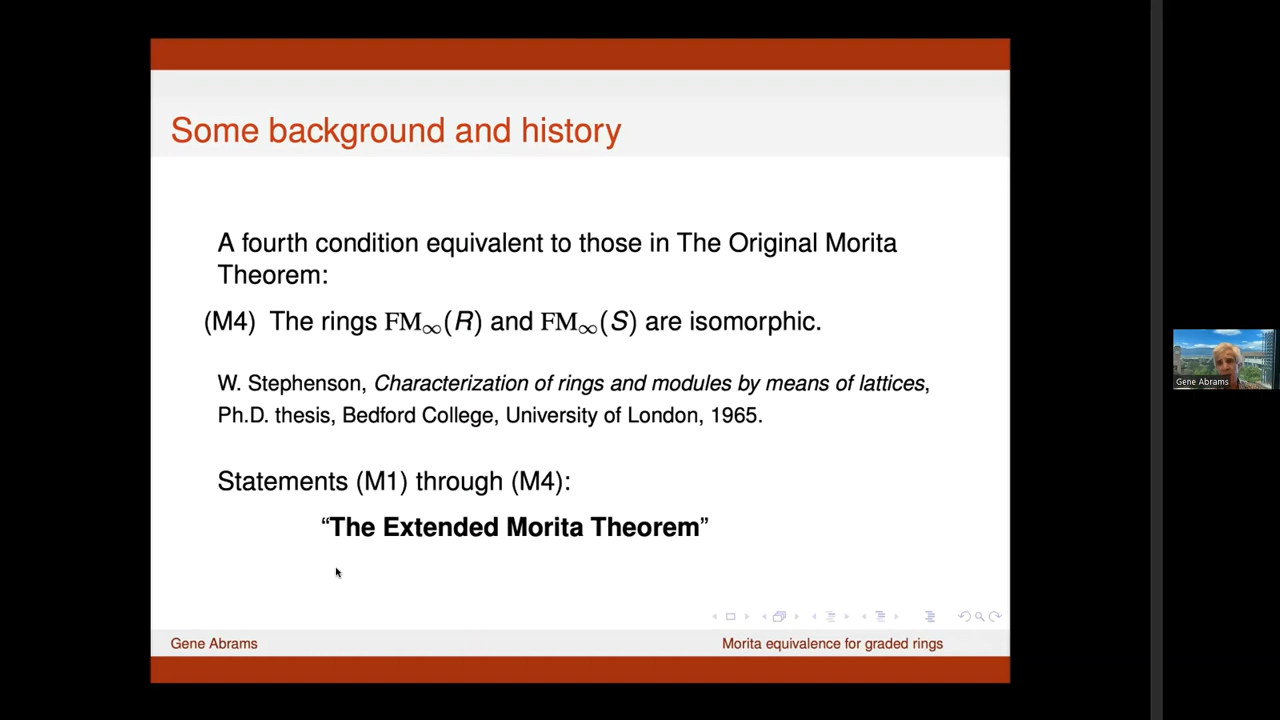 Some background and history
A fourth condition equivalent to those in The Original Morita
Theorem:
(M4) The rings FM∞(R) and FM∞(S) are isomorphic.
W. Stephenson, Characterization of rings and modules by means of lattices,
Ph.D. thesis, Bedford College, University of London, 1965.
Statements (M1) through (M4):
“The Extended Morita Theorem”
Gene Abrams
Morita equivalence for graded rings
Gene Abrams